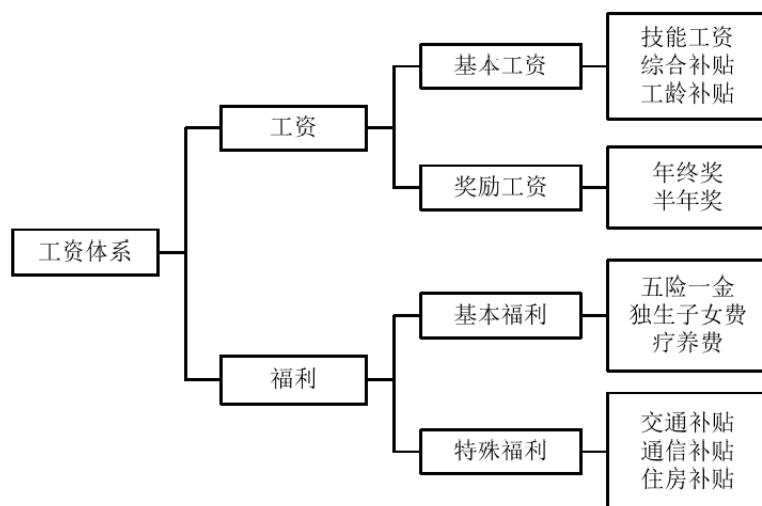 工资体系
工资
基本工资
技能工资
综合补贴
工龄补贴
奖励工资
年终奖
半年奖
福利
基本福利
五险一金
独生子女费
疗养费
特殊福利
交通补贴
通信补贴
住房补贴